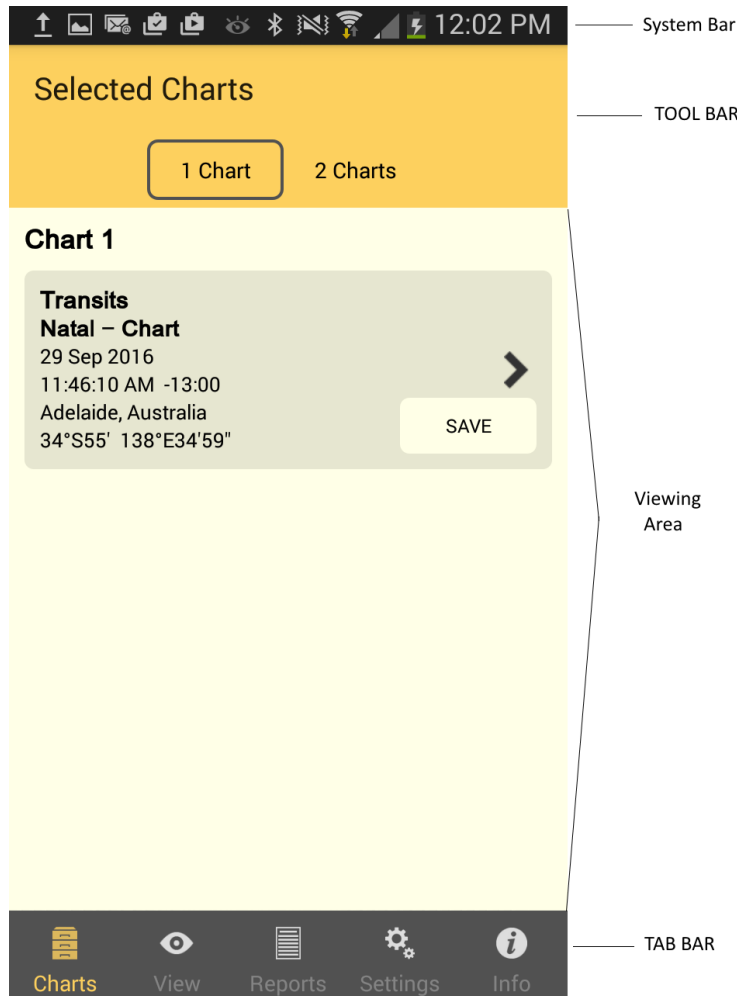 12:02 PM
System Bar
Selected Charts
TOOL BAR
1 Chart
2 Charts
Chart 1
Transits
Natal – Chart
29 Sep 2016
11:46:10 AM -13:00
Adelaide, Australia
34°S55' 138°E34'59"
SAVE
Viewing
Area
Charts
View
Reports
Settings
Info
TAB BAR